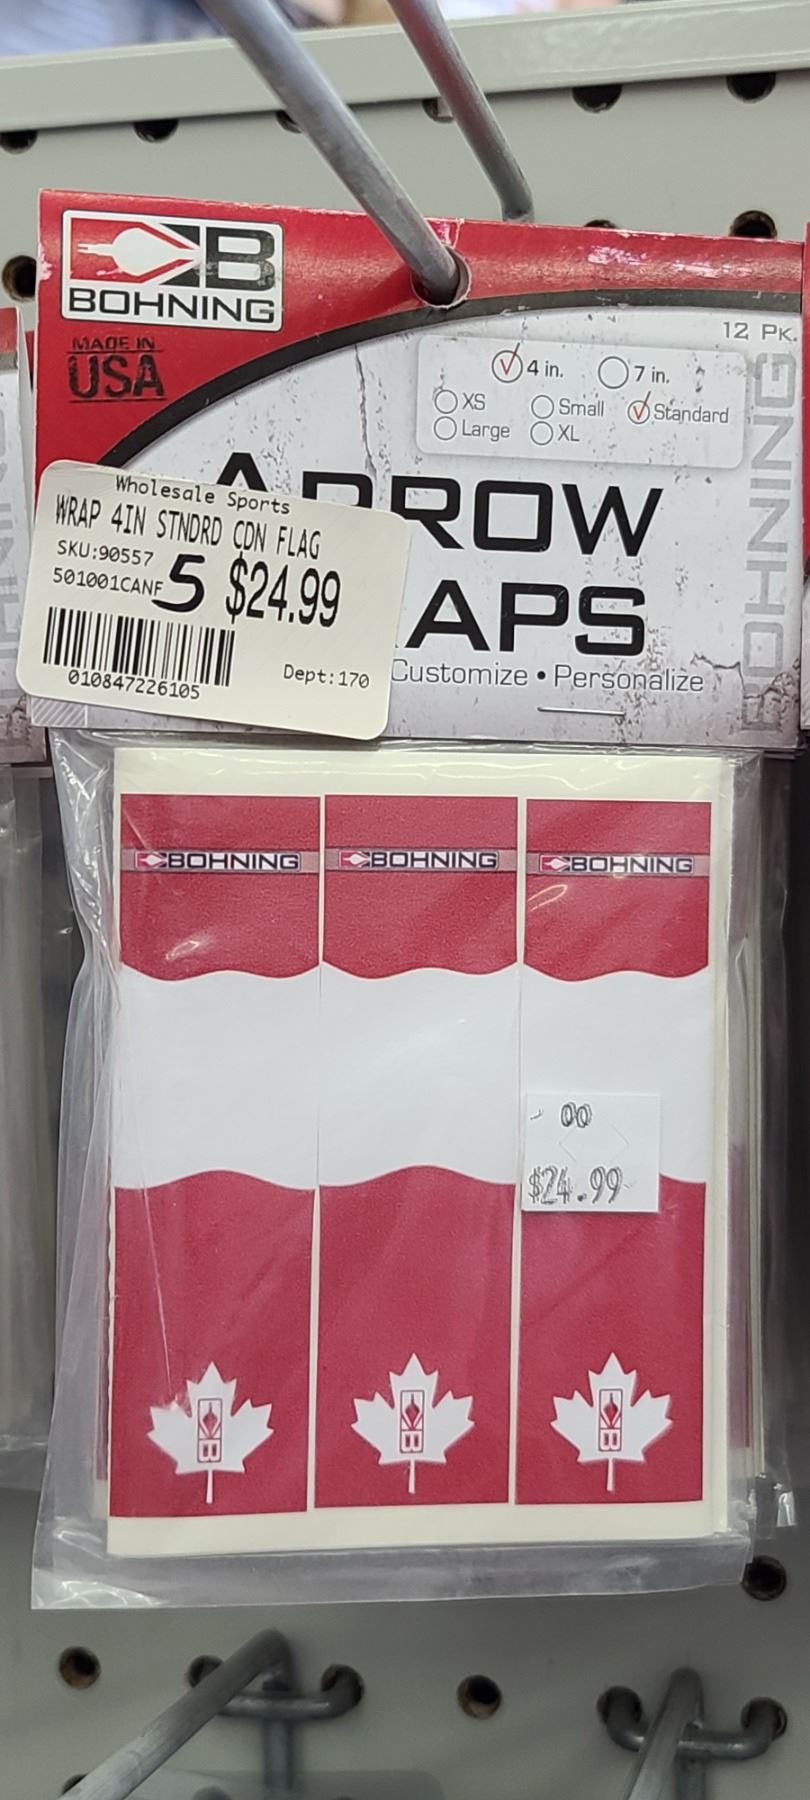 B
BOHNING
MADE IN
USA
12 PK.
4 in. 7 in.
XS Small Standard
Large XL
ARROW
APS
Customize • Personalize
BOHNING
Wholesale Sports
WRAP 4IN STNDRD CDN FLAG
SKU:90557
501001CANF 5 $24.99
010847226105
Dept:170
BOHNING BOHNING BOHNING
00
$24.99
B B B